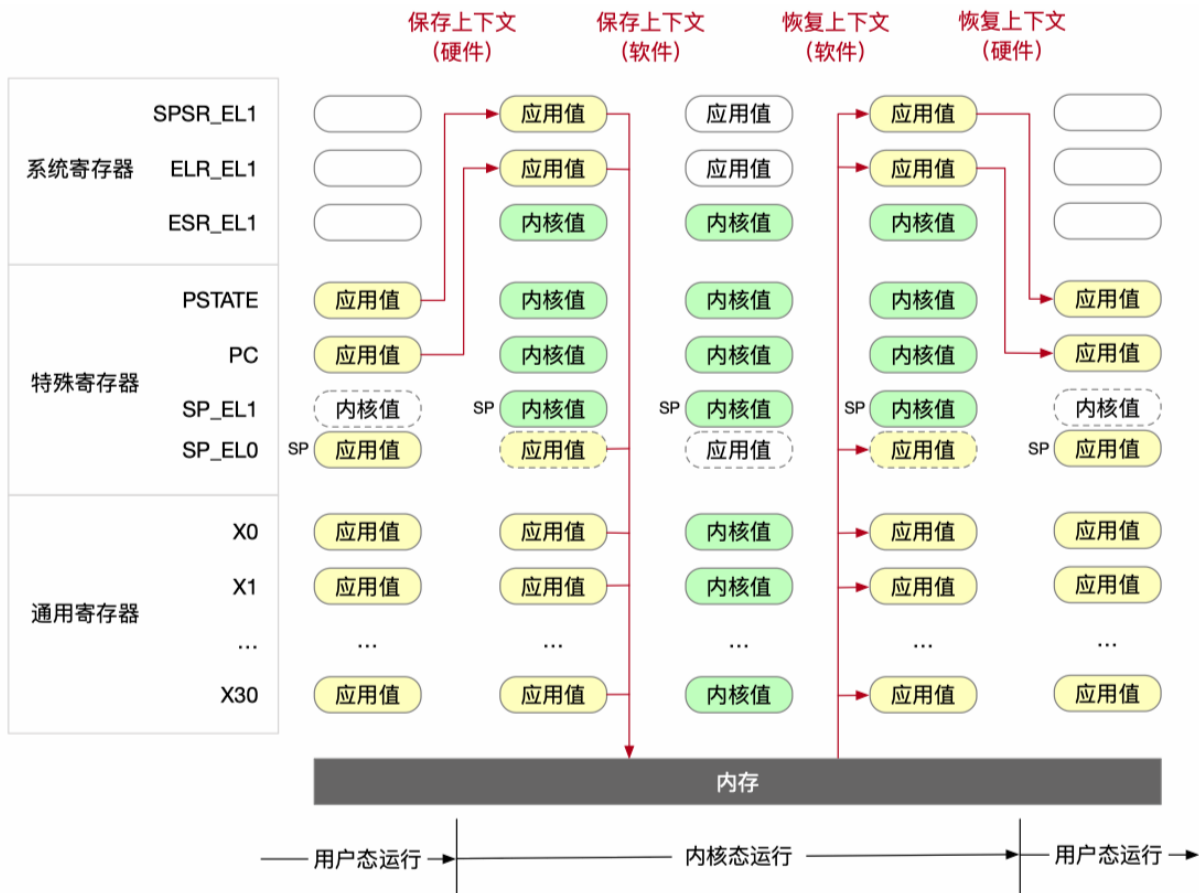 保存上下文 保存上下文 恢复上下文 恢复上下文
(硬件) (软件) (软件) (硬件)
SPSR_EL1 应用值 应用值 应用值
系统寄存器 ELR_EL1 应用值 应用值 应用值
ESR_EL1 内核值 内核值 内核值
PSTATE 应用值 内核值 内核值 内核值 应用值
PC 应用值 内核值 内核值 内核值 应用值
特殊寄存器
SP_EL1 内核值 SP 内核值 SP 内核值 SP 内核值 内核值
SP_EL0 SP 应用值 应用值 应用值 应用值 SP 应用值
X0 应用值 应用值 内核值 应用值 应用值
X1 应用值 应用值 内核值 应用值 应用值
通用寄存器
... ... ... ... ... ...
X30 应用值 应用值 内核值 应用值 应用值
内存
用户态运行 内核态运行 用户态运行